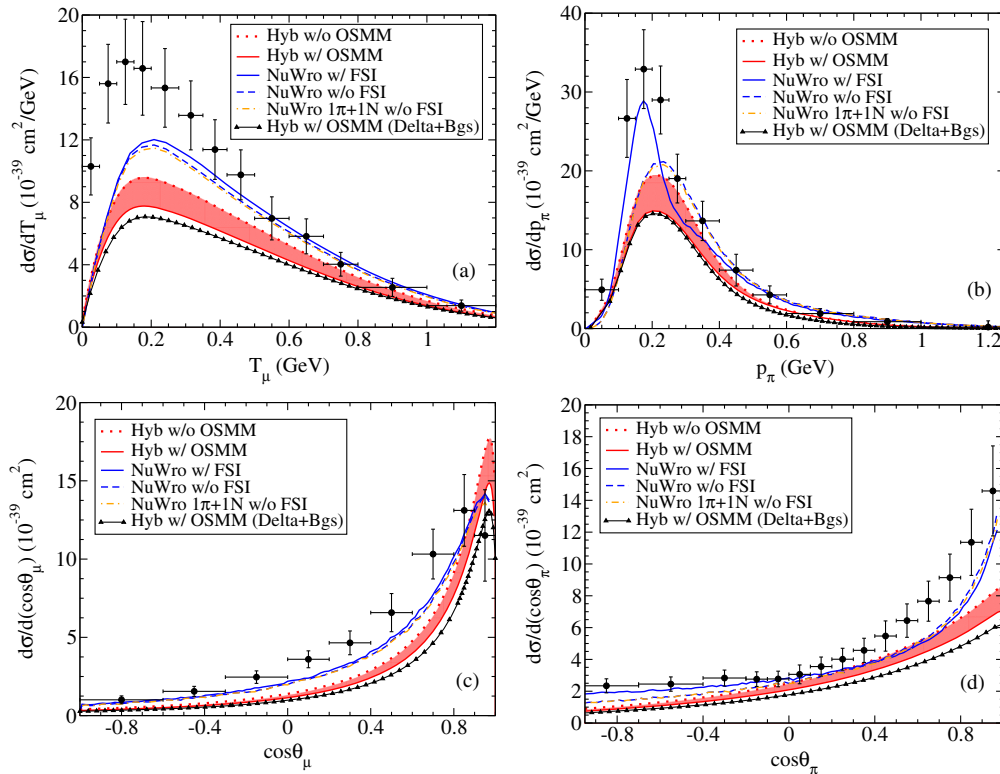 20
16
12
8
4
0
dσ/dT_μ (10⁻³⁹ cm²/GeV)
Hyb w/o OSMM
Hyb w/ OSMM
NuWro w/ FSI
NuWro w/o FSI
NuWro 1π+1N w/o FSI
Hyb w/ OSMM (Delta+Bgs)
(a)
0 0.2 0.4 0.6 0.8 1
T_μ (GeV)
40
30
20
10
0
dσ/dp_π (10⁻³⁹ cm²/GeV)
Hyb w/o OSMM
Hyb w/ OSMM
NuWro w/ FSI
NuWro w/o FSI
NuWro 1π+1N w/o FSI
Hyb w/ OSMM (Delta+Bgs)
(b)
0 0.2 0.4 0.6 0.8 1 1.2
p_π (GeV)
20
15
10
5
0
dσ/d(cosθ_μ) (10⁻³⁹ cm²)
Hyb w/o OSMM
Hyb w/ OSMM
NuWro w/ FSI
NuWro w/o FSI
NuWro 1π+1N w/o FSI
Hyb w/ OSMM (Delta+Bgs)
(c)
-0.8 -0.4 0 0.4 0.8
cosθ_μ
20
18
16
14
12
10
8
6
4
2
0
dσ/d(cosθ_π) (10⁻³⁹ cm²)
Hyb w/o OSMM
Hyb w/ OSMM
NuWro w/ FSI
NuWro w/o FSI
NuWro 1π+1N w/o FSI
Hyb w/ OSMM (Delta+Bgs)
(d)
-0.8 -0.4 0 0.4 0.8
cosθ_π